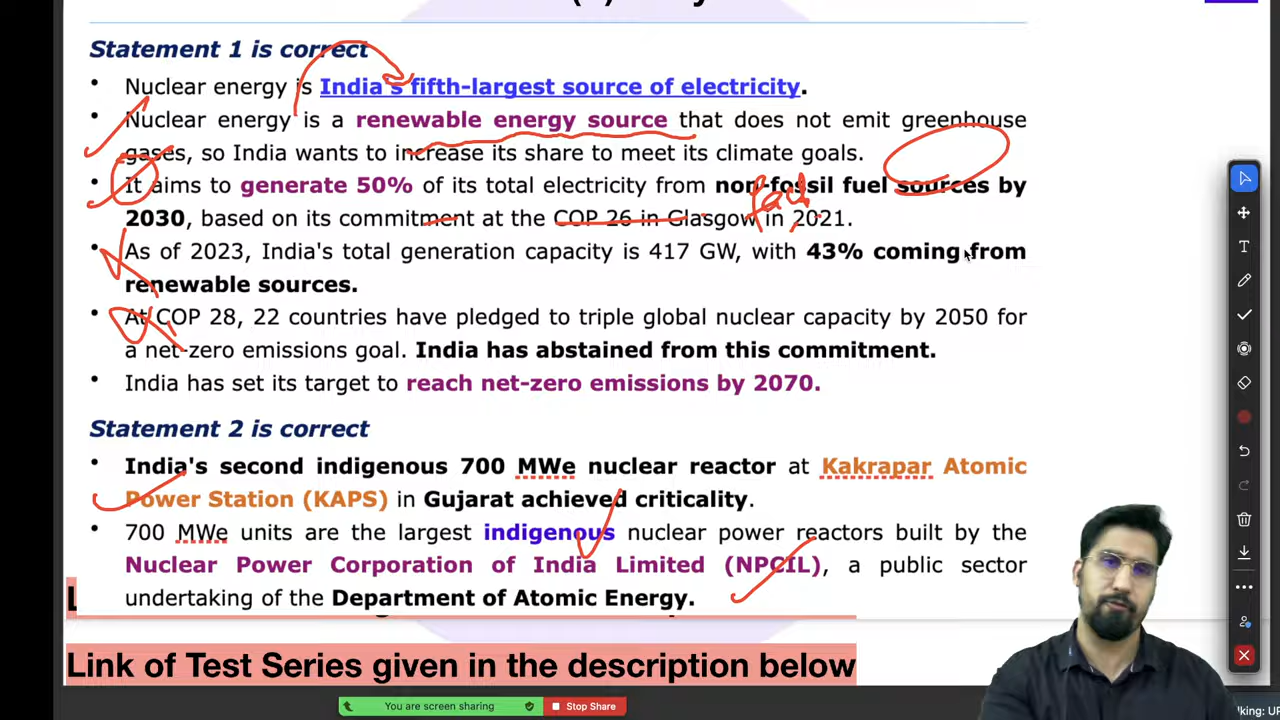 Statement 1 is correct
• Nuclear energy is India's fifth-largest source of electricity.
• Nuclear energy is a renewable energy source that does not emit greenhouse
gases, so India wants to increase its share to meet its climate goals.
• It aims to generate 50% of its total electricity from non-fossil fuel sources by
2030, based on its commitment at the COP 26 in Glasgow in 2021.
• As of 2023, India's total generation capacity is 417 GW, with 43% coming from
renewable sources.
• At COP 28, 22 countries have pledged to triple global nuclear capacity by 2050 for
a net-zero emissions goal. India has abstained from this commitment.
• India has set its target to reach net-zero emissions by 2070.
Statement 2 is correct
• India's second indigenous 700 MWe nuclear reactor at Kakrapar Atomic
Power Station (KAPS) in Gujarat achieved criticality.
• 700 MWe units are the largest indigenous nuclear power reactors built by the
Nuclear Power Corporation of India Limited (NPCIL), a public sector
undertaking of the Department of Atomic Energy.
Link of Test Series given in the description below
You are screen sharing
Stop Share